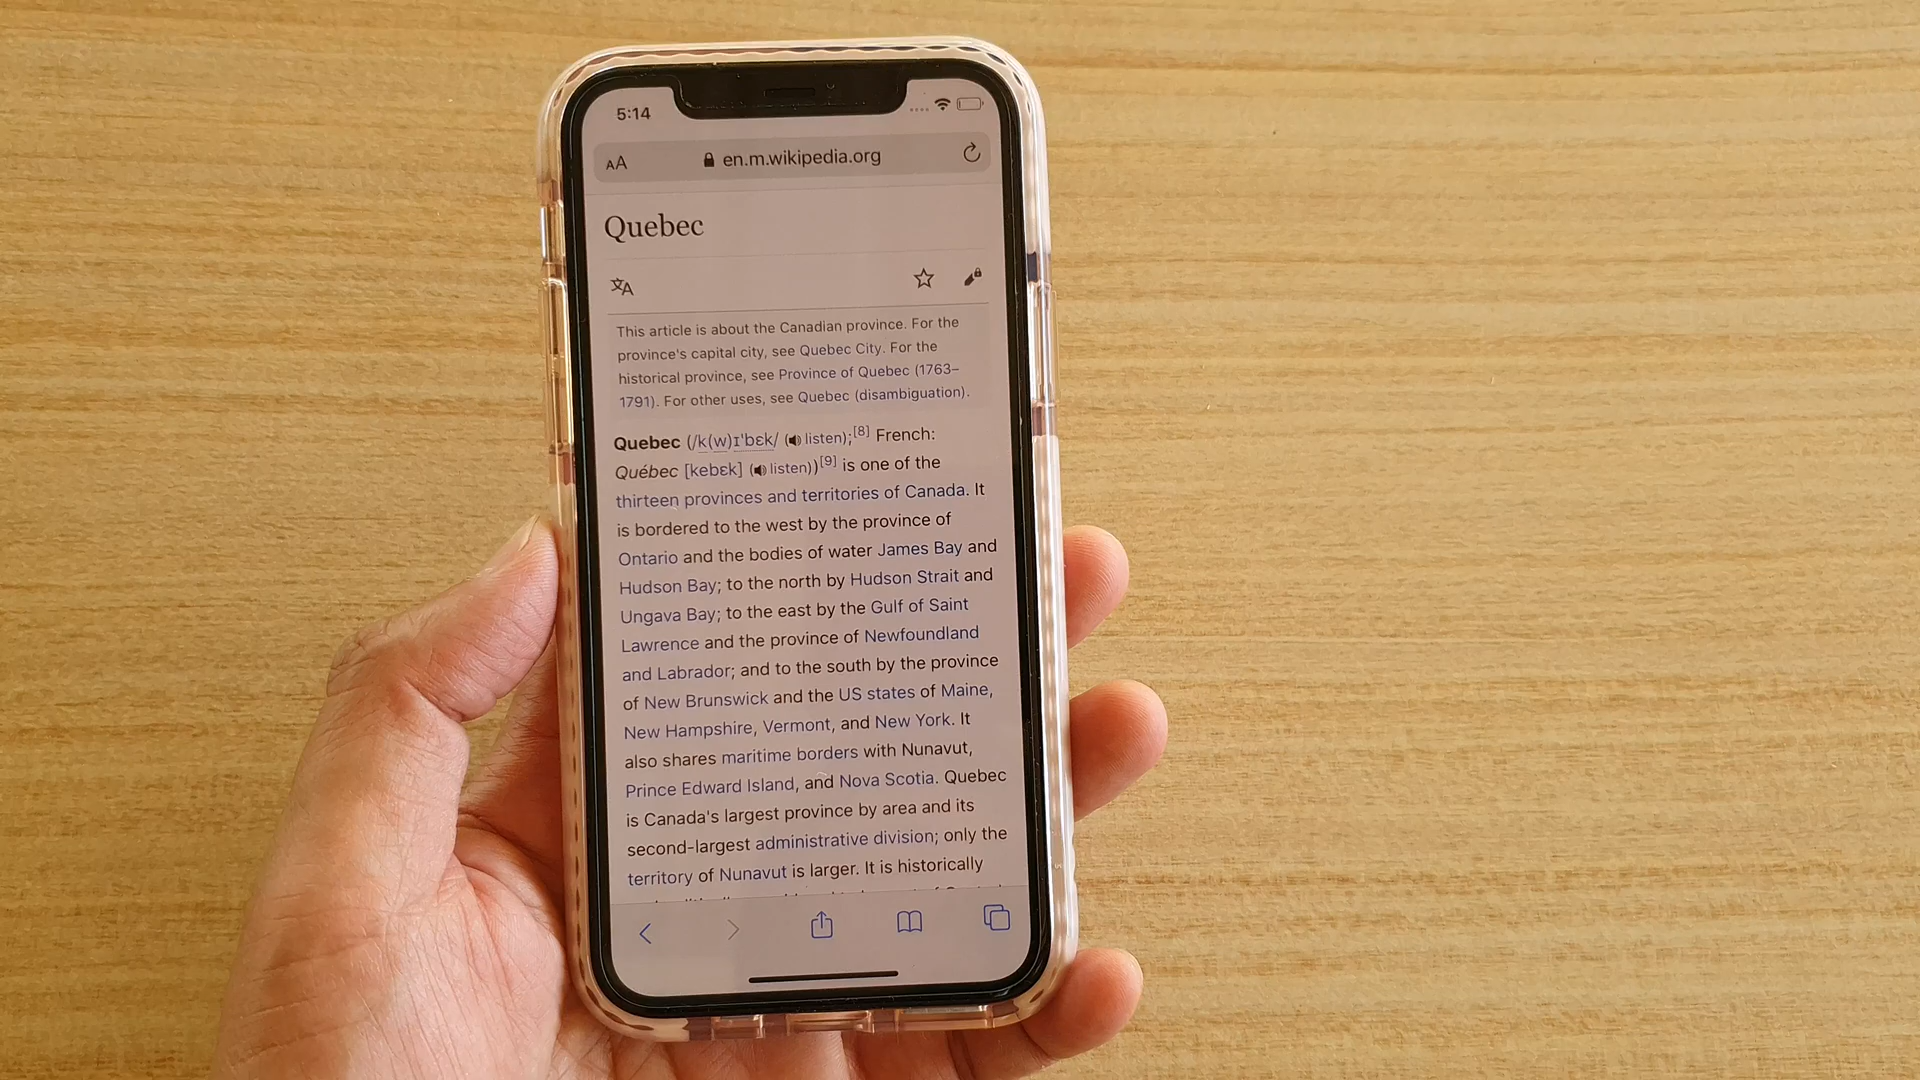 5:14
AA en.m.wikipedia.org
Quebec
This article is about the Canadian province. For the
province's capital city, see Quebec City. For the
historical province, see Province of Quebec (1763–
1791). For other uses, see Quebec (disambiguation).
Quebec (/k(w)ɪˈbɛk/ (listen);[8] French:
Québec [kebɛk] (listen))[9] is one of the
thirteen provinces and territories of Canada. It
is bordered to the west by the province of
Ontario and the bodies of water James Bay and
Hudson Bay; to the north by Hudson Strait and
Ungava Bay; to the east by the Gulf of Saint
Lawrence and the province of Newfoundland
and Labrador; and to the south by the province
of New Brunswick and the US states of Maine,
New Hampshire, Vermont, and New York. It
also shares maritime borders with Nunavut,
Prince Edward Island, and Nova Scotia. Quebec
is Canada's largest province by area and its
second-largest administrative division; only the
territory of Nunavut is larger. It is historically